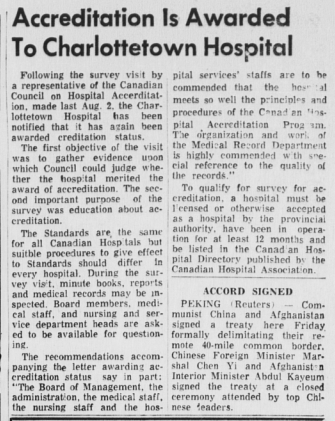 Accreditation Is Awarded
To Charlottetown Hospital
Following the survey visit by
a representative of the Canadian
Council on Hospital Accerditat-
ion, made last Aug. 2, the Char-
lottetown Hospital has been
notified that it has again been
awarded creditation status.
The first objective of the visit
was to gather evidence upon
which Council could judge whe-
ther the hospital merited the
award of accreditation. The sec-
ond important purpose of the
survey was education about ac-
creditation.
The Standards are the same
for all Canadian Hospitals but
suitble procedures to give effect
to Standards should differ in
every hospital. During the sur-
vey visit, minute books, reports
and medical records may be in-
spected. Board members, medi-
cal staff, and nursing and ser-
vice department heads are ask-
ed to be available for question-
ing.
The recommendations accom-
panying the letter awarding ac-
creditation status say in part:
"The Board of Management, the
administration, the medical staff,
the nursing staff and the hos-
pital services' staffs are to be
commended that the hospital
meets so well the principles and
procedures of the Canadian Hos-
pital Accreditation Program.
The organization and work of
the Medical Record Department
is highly commended with spe-
cial reference to the quality of
the records."
To qualify for survey for ac-
creditation, a hospital must be
licensed or otherwise accepted
as a hospital by the provincial
authority, have been in opera-
tion for at least 12 months and
be listed in the Canadian Hos-
pital Directory published by the
Canadian Hospital Association.
ACCORD SIGNED
PEKING (Reuters) — Com-
munist China and Afghanistan
signed a treaty here Friday
formally delimitating their re-
mote 40-mile common border,
Chinese Foreign Minister Mar-
shal Chen Yi and Afghanistan
Interior Minister Abdul Kayeum
signed the treaty at a closed
ceremony attended by top Chi-
nese leaders.